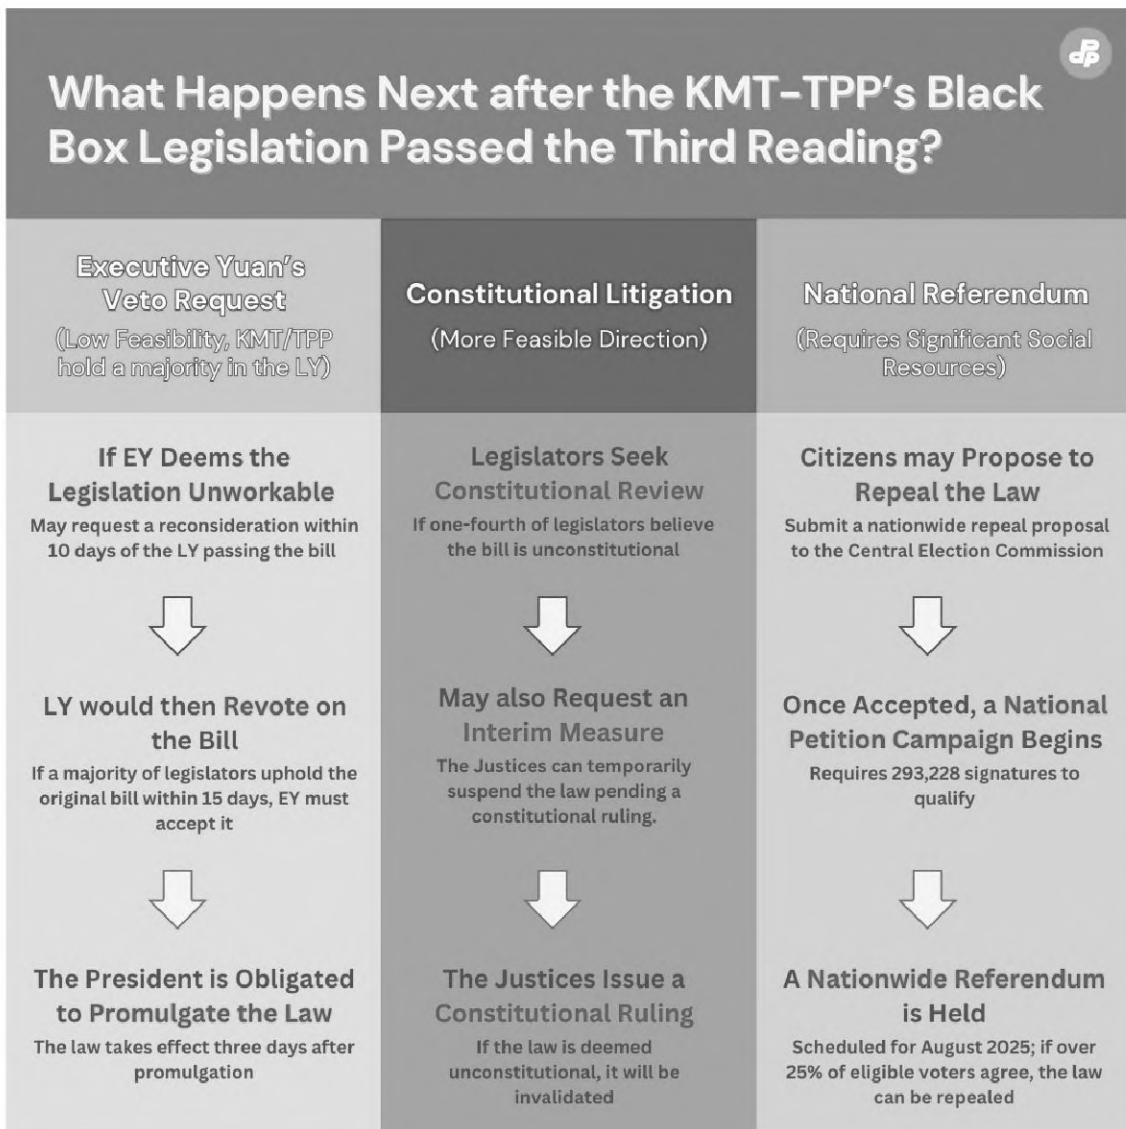 What Happens Next after the KMT-TPP's Black
Box Legislation Passed the Third Reading?
Executive Yuan's
Veto Request
(Low Feasibility, KMT/TPP
hold a majority in the LY)
If EY Deems the
Legislation Unworkable
May request a reconsideration within
10 days of the LY passing the bill
LY would then Revote on
the Bill
If a majority of legislators uphold the
original bill within 15 days, EY must
accept it
The President is Obligated
to Promulgate the Law
The law takes effect three days after
promulgation
Constitutional Litigation
(More Feasible Direction)
Legislators Seek
Constitutional Review
If one-fourth of legislators believe
the bill is unconstitutional
May also Request an
Interim Measure
The Justices can temporarily
suspend the law pending a
constitutional ruling.
The Justices Issue a
Constitutional Ruling
If the law is deemed
unconstitutional, it will be
invalidated
National Referendum
(Requires Significant Social
Resources)
Citizens may Propose to
Repeal the Law
Submit a nationwide repeal proposal
to the Central Election Commission
Once Accepted, a National
Petition Campaign Begins
Requires 293,228 signatures to
qualify
A Nationwide Referendum
is Held
Scheduled for August 2025; if over
25% of eligible voters agree, the law
can be repealed